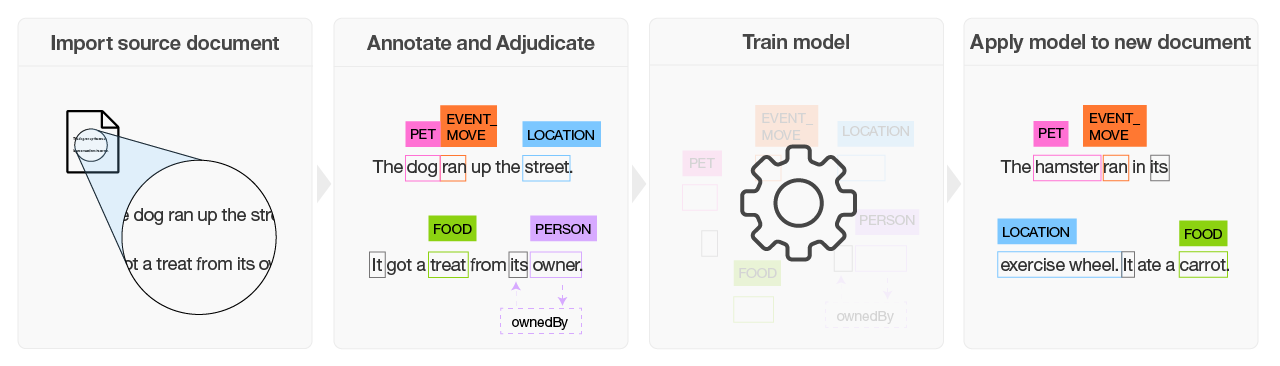 Import source document
e dog ran up the stre
ot a treat from its ow
Annotate and Adjudicate
PET
EVENT_
MOVE
LOCATION
The dog ran up the street.
FOOD
PERSON
It got a treat from its owner.
ownedBy
Train model
EVENT_
MOVE
LOCATION
PET
PERSON
FOOD
ownedBy
Apply model to new document
PET
EVENT_
MOVE
The hamster ran in its
LOCATION
FOOD
exercise wheel. It ate a carrot.